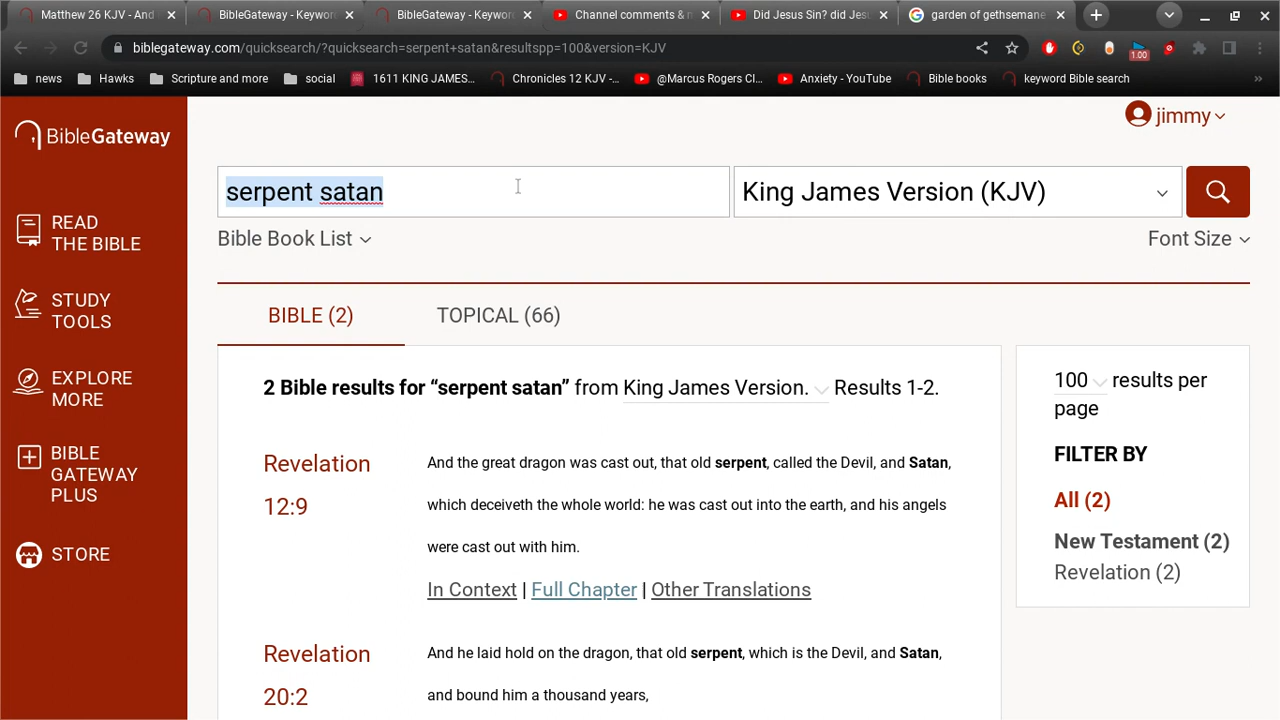 Matthew 26 KJV - And
BibleGateway - Keyword
BibleGateway - Keyword
Channel comments & m
Did Jesus Sin? did Jesu
garden of gethsemane
biblegateway.com/quicksearch/?quicksearch=serpent+satan&resultspp=100&version=KJV
1.00
news
Hawks
Scripture and more
social
1611 KING JAMES...
Chronicles 12 KJV -...
@Marcus Rogers Cl...
Anxiety - YouTube
Bible books
keyword Bible search
»
BibleGateway
jimmy
serpent satan
King James Version (KJV)
Bible Book List
Font Size
READ
THE BIBLE
STUDY
TOOLS
EXPLORE
MORE
BIBLE
GATEWAY
PLUS
STORE
BIBLE (2)
TOPICAL (66)
2 Bible results for “serpent satan” from King James Version. Results 1-2.
Revelation
12:9
And the great dragon was cast out, that old serpent, called the Devil, and Satan,
which deceiveth the whole world: he was cast out into the earth, and his angels
were cast out with him.
In Context | Full Chapter | Other Translations
Revelation
20:2
And he laid hold on the dragon, that old serpent, which is the Devil, and Satan,
and bound him a thousand years,
100 results per
page
FILTER BY
All (2)
New Testament (2)
Revelation (2)